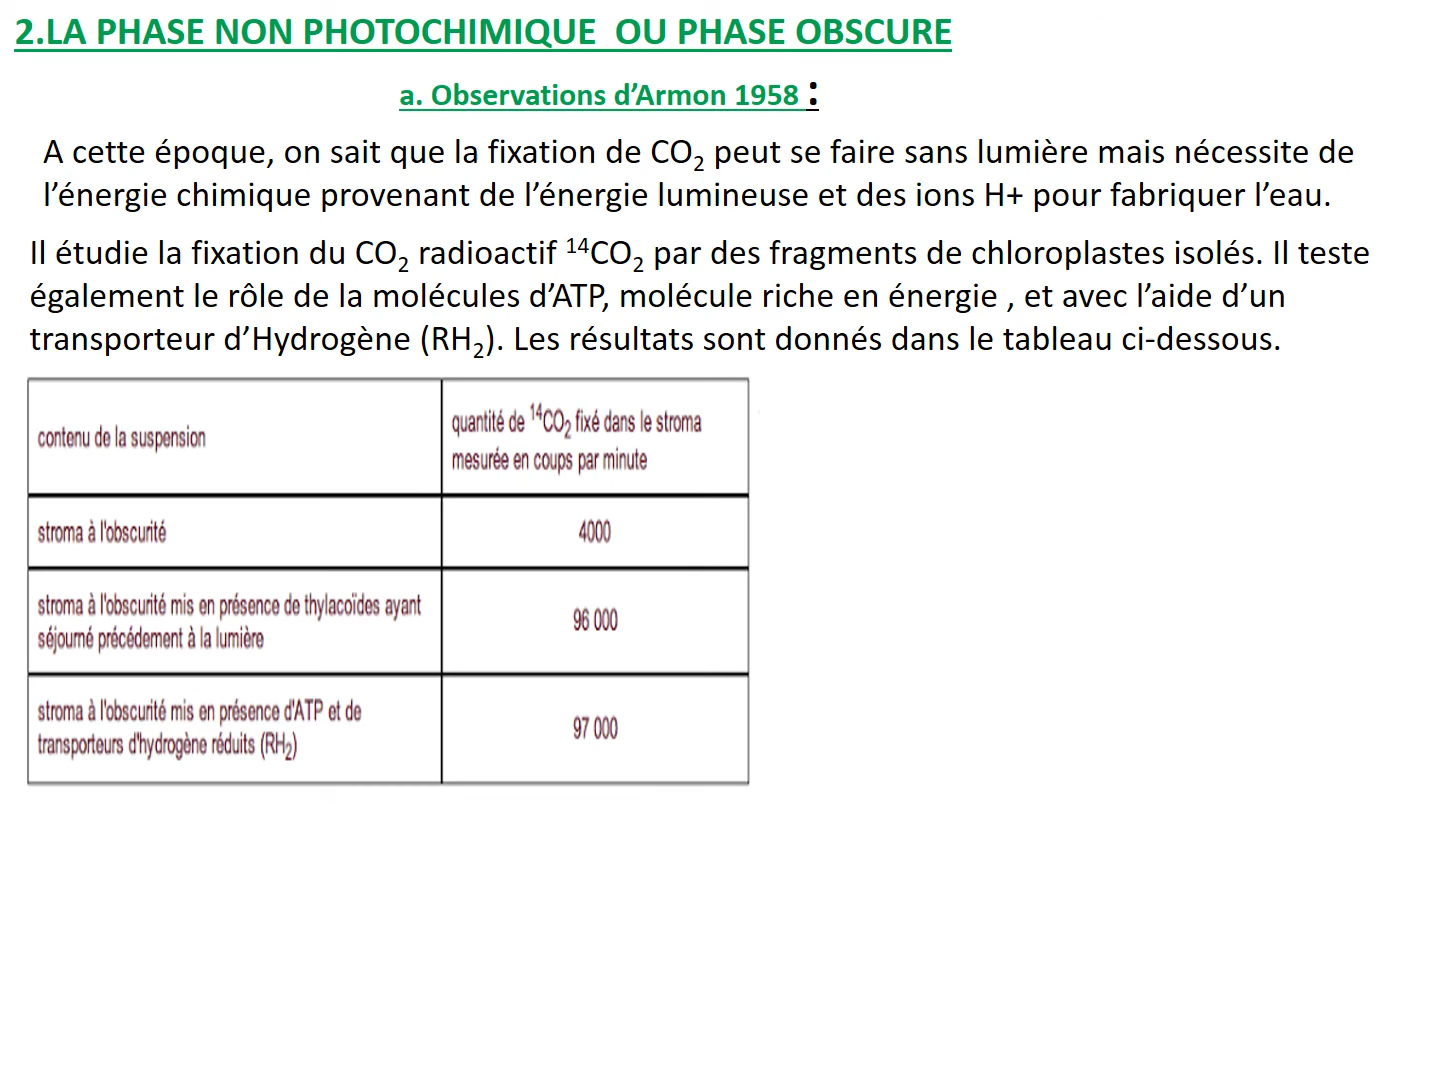 2.LA PHASE NON PHOTOCHIMIQUE  OU PHASE OBSCURE
a. Observations d’Armon 1958 :
A cette époque, on sait que la fixation de CO₂ peut se faire sans lumière mais nécessite de
l’énergie chimique provenant de l’énergie lumineuse et des ions H+ pour fabriquer l’eau.
Il étudie la fixation du CO₂ radioactif ¹⁴CO₂ par des fragments de chloroplastes isolés. Il teste
également le rôle de la molécules d’ATP, molécule riche en énergie , et avec l’aide d’un
transporteur d’Hydrogène (RH₂). Les résultats sont donnés dans le tableau ci-dessous.
contenu de la suspension
quantité de ¹⁴CO₂ fixé dans le stroma
mesurée en coups par minute
stroma à l'obscurité
4000
stroma à l'obscurité mis en présence de thylacoïdes ayant
séjourné précédement à la lumière
96 000
stroma à l'obscurité mis en présence d'ATP et de
transporteurs d'hydrogène réduits (RH₂)
97 000